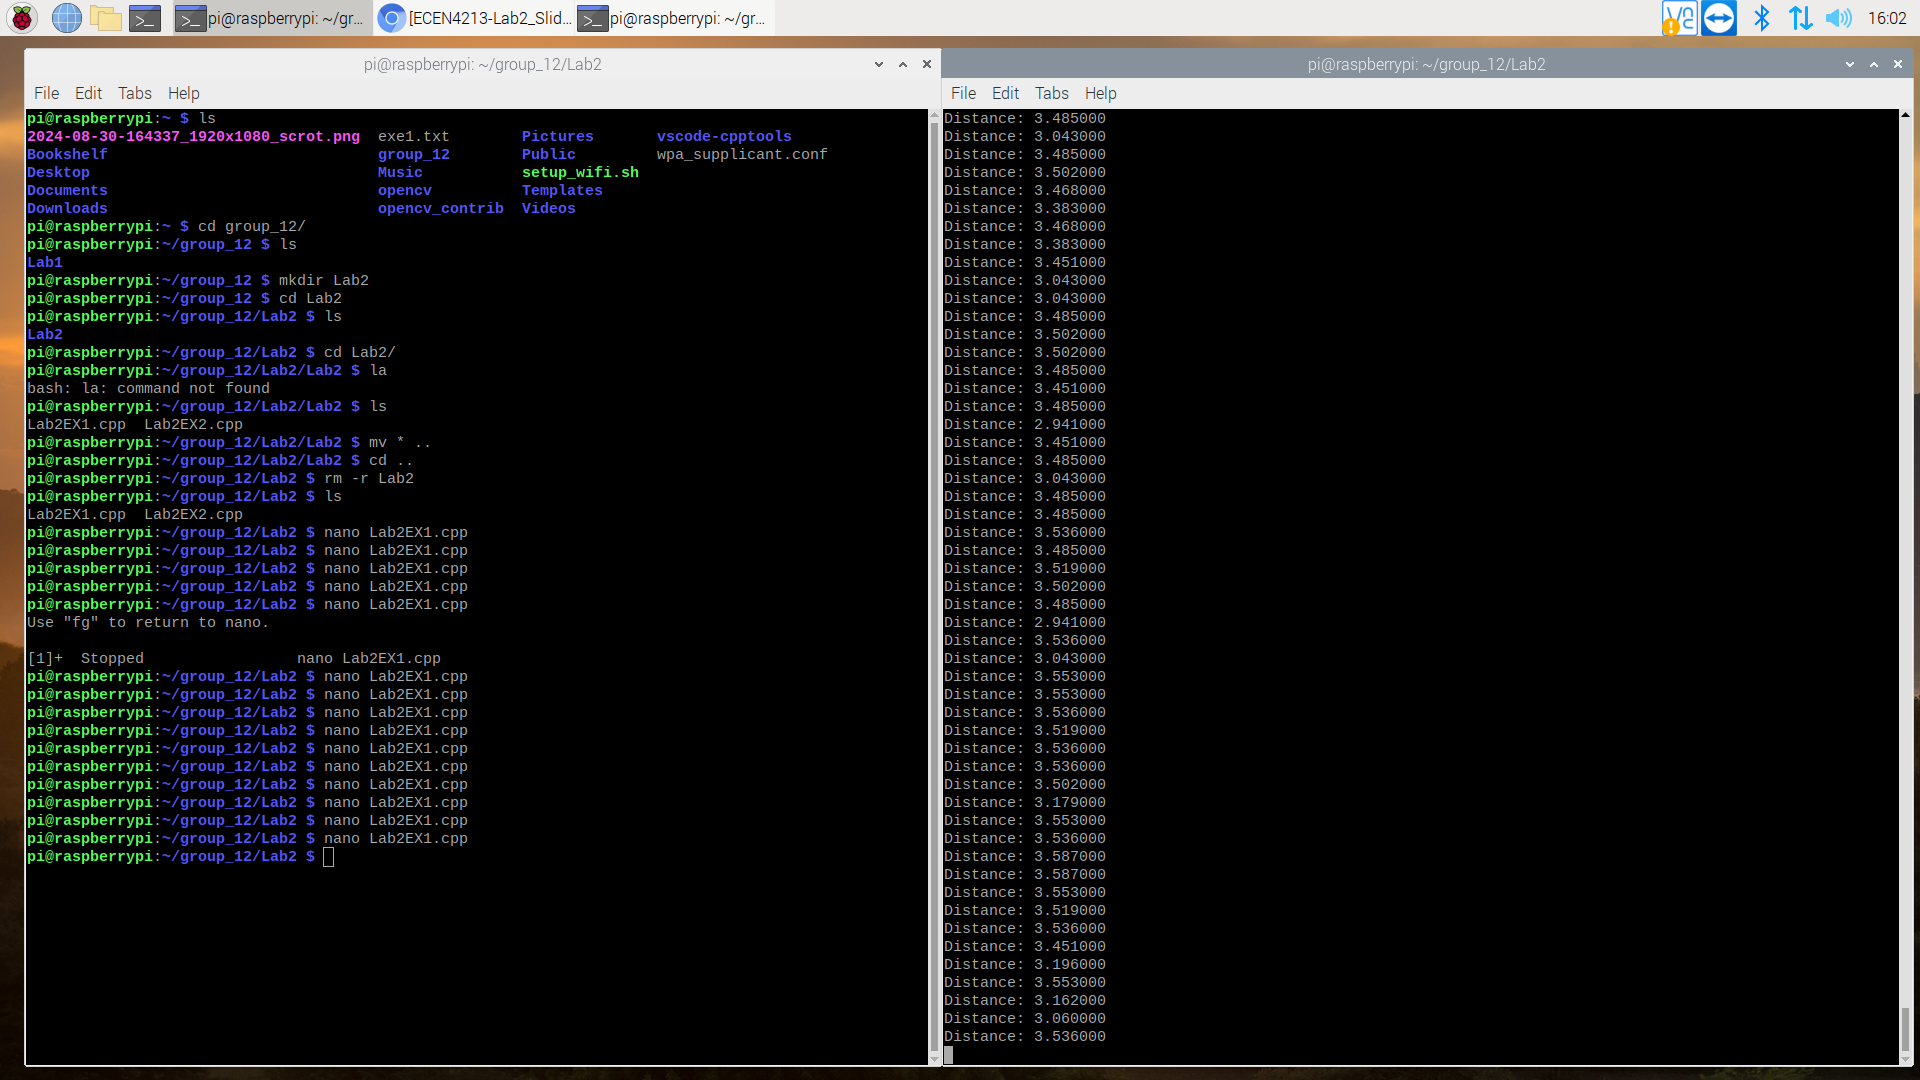 pi@raspberrypi: ~/gr...
[ECEN4213-Lab2_Slid...
pi@raspberrypi: ~/gr...
16:02
pi@raspberrypi: ~/group_12/Lab2
File Edit Tabs Help
pi@raspberrypi:~ $ ls
2024-08-30-164337_1920x1080_scrot.png exe1.txt Pictures vscode-cpptools
Bookshelf group_12 Public wpa_supplicant.conf
Desktop Music setup_wifi.sh
Documents opencv Templates
Downloads opencv_contrib Videos
pi@raspberrypi:~ $ cd group_12/
pi@raspberrypi:~/group_12 $ ls
Lab1
pi@raspberrypi:~/group_12 $ mkdir Lab2
pi@raspberrypi:~/group_12 $ cd Lab2
pi@raspberrypi:~/group_12/Lab2 $ ls
Lab2
pi@raspberrypi:~/group_12/Lab2 $ cd Lab2/
pi@raspberrypi:~/group_12/Lab2/Lab2 $ la
bash: la: command not found
pi@raspberrypi:~/group_12/Lab2/Lab2 $ ls
Lab2EX1.cpp Lab2EX2.cpp
pi@raspberrypi:~/group_12/Lab2/Lab2 $ mv * ..
pi@raspberrypi:~/group_12/Lab2/Lab2 $ cd ..
pi@raspberrypi:~/group_12/Lab2 $ rm -r Lab2
pi@raspberrypi:~/group_12/Lab2 $ ls
Lab2EX1.cpp Lab2EX2.cpp
pi@raspberrypi:~/group_12/Lab2 $ nano Lab2EX1.cpp
pi@raspberrypi:~/group_12/Lab2 $ nano Lab2EX1.cpp
pi@raspberrypi:~/group_12/Lab2 $ nano Lab2EX1.cpp
pi@raspberrypi:~/group_12/Lab2 $ nano Lab2EX1.cpp
pi@raspberrypi:~/group_12/Lab2 $ nano Lab2EX1.cpp
Use "fg" to return to nano.
[1]+ Stopped nano Lab2EX1.cpp
pi@raspberrypi:~/group_12/Lab2 $ nano Lab2EX1.cpp
pi@raspberrypi:~/group_12/Lab2 $ nano Lab2EX1.cpp
pi@raspberrypi:~/group_12/Lab2 $ nano Lab2EX1.cpp
pi@raspberrypi:~/group_12/Lab2 $ nano Lab2EX1.cpp
pi@raspberrypi:~/group_12/Lab2 $ nano Lab2EX1.cpp
pi@raspberrypi:~/group_12/Lab2 $ nano Lab2EX1.cpp
pi@raspberrypi:~/group_12/Lab2 $ nano Lab2EX1.cpp
pi@raspberrypi:~/group_12/Lab2 $ nano Lab2EX1.cpp
pi@raspberrypi:~/group_12/Lab2 $ nano Lab2EX1.cpp
pi@raspberrypi:~/group_12/Lab2 $ nano Lab2EX1.cpp
pi@raspberrypi:~/group_12/Lab2 $
pi@raspberrypi: ~/group_12/Lab2
File Edit Tabs Help
Distance: 3.485000
Distance: 3.043000
Distance: 3.485000
Distance: 3.502000
Distance: 3.468000
Distance: 3.383000
Distance: 3.468000
Distance: 3.383000
Distance: 3.451000
Distance: 3.043000
Distance: 3.043000
Distance: 3.485000
Distance: 3.502000
Distance: 3.502000
Distance: 3.485000
Distance: 3.451000
Distance: 3.485000
Distance: 2.941000
Distance: 3.451000
Distance: 3.485000
Distance: 3.043000
Distance: 3.485000
Distance: 3.485000
Distance: 3.536000
Distance: 3.485000
Distance: 3.519000
Distance: 3.502000
Distance: 3.485000
Distance: 2.941000
Distance: 3.536000
Distance: 3.043000
Distance: 3.553000
Distance: 3.553000
Distance: 3.536000
Distance: 3.519000
Distance: 3.536000
Distance: 3.536000
Distance: 3.502000
Distance: 3.179000
Distance: 3.553000
Distance: 3.536000
Distance: 3.587000
Distance: 3.587000
Distance: 3.553000
Distance: 3.519000
Distance: 3.536000
Distance: 3.451000
Distance: 3.196000
Distance: 3.553000
Distance: 3.162000
Distance: 3.060000
Distance: 3.536000